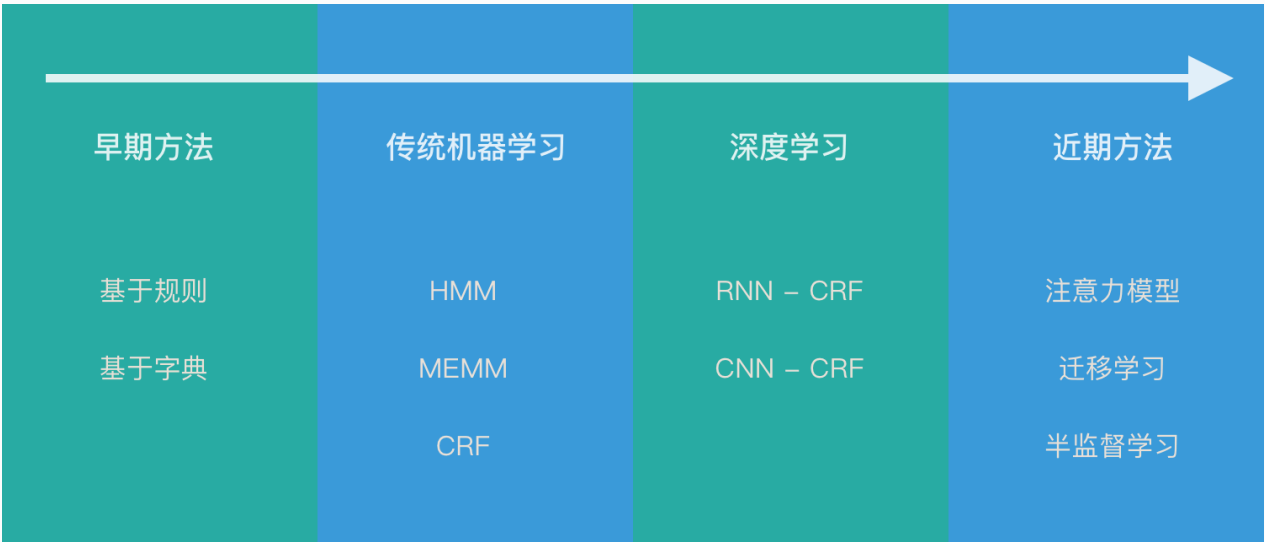 早期方法
传统机器学习
深度学习
近期方法
基于规则
HMM
RNN – CRF
注意力模型
基于字典
MEMM
CNN – CRF
迁移学习
CRF
半监督学习